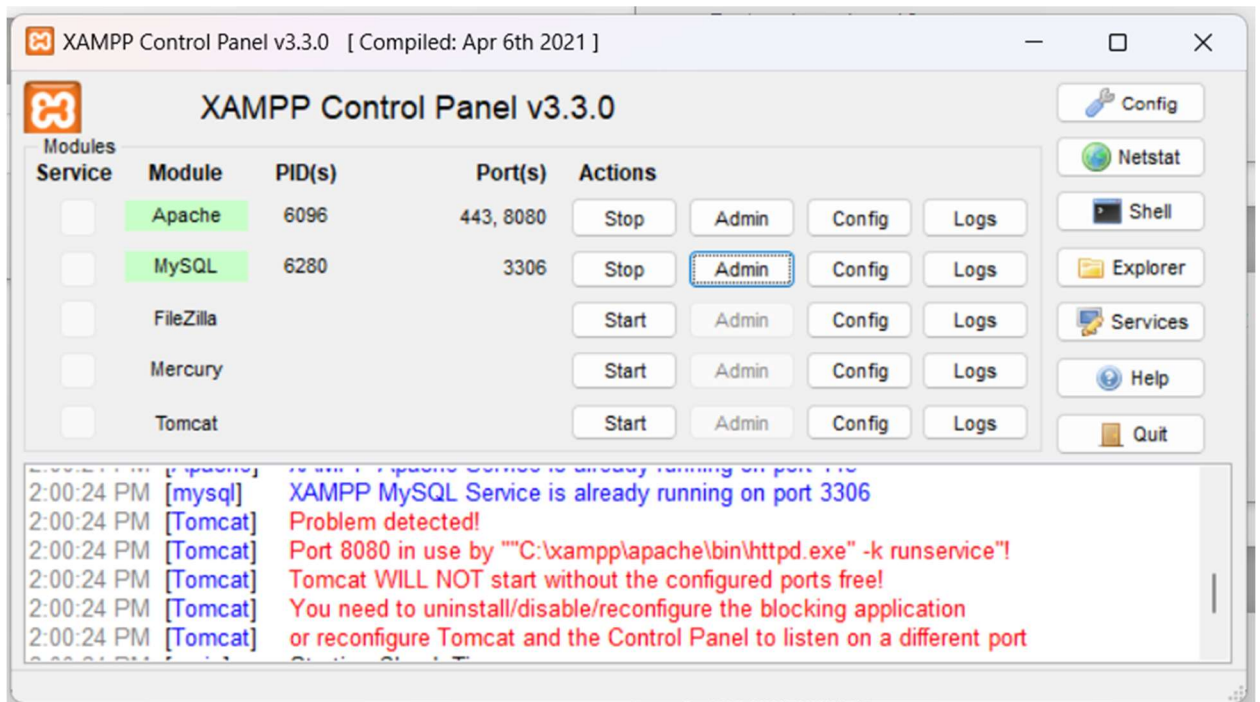 XAMPP Control Panel v3.3.0 [ Compiled: Apr 6th 2021 ]
XAMPP Control Panel v3.3.0
Config
Modules
Netstat
Service Module PID(s) Port(s) Actions
Apache 6096 443, 8080 Stop Admin Config Logs
Shell
MySQL 6280 3306 Stop Admin Config Logs
Explorer
FileZilla Start Admin Config Logs
Services
Mercury Start Admin Config Logs
Help
Tomcat Start Admin Config Logs
Quit
2:00:24 PM [mysql] XAMPP MySQL Service is already running on port 3306
2:00:24 PM [Tomcat] Problem detected!
2:00:24 PM [Tomcat] Port 8080 in use by ""C:\xampp\apache\bin\httpd.exe" -k runservice"!
2:00:24 PM [Tomcat] Tomcat WILL NOT start without the configured ports free!
2:00:24 PM [Tomcat] You need to uninstall/disable/reconfigure the blocking application
2:00:24 PM [Tomcat] or reconfigure Tomcat and the Control Panel to listen on a different port